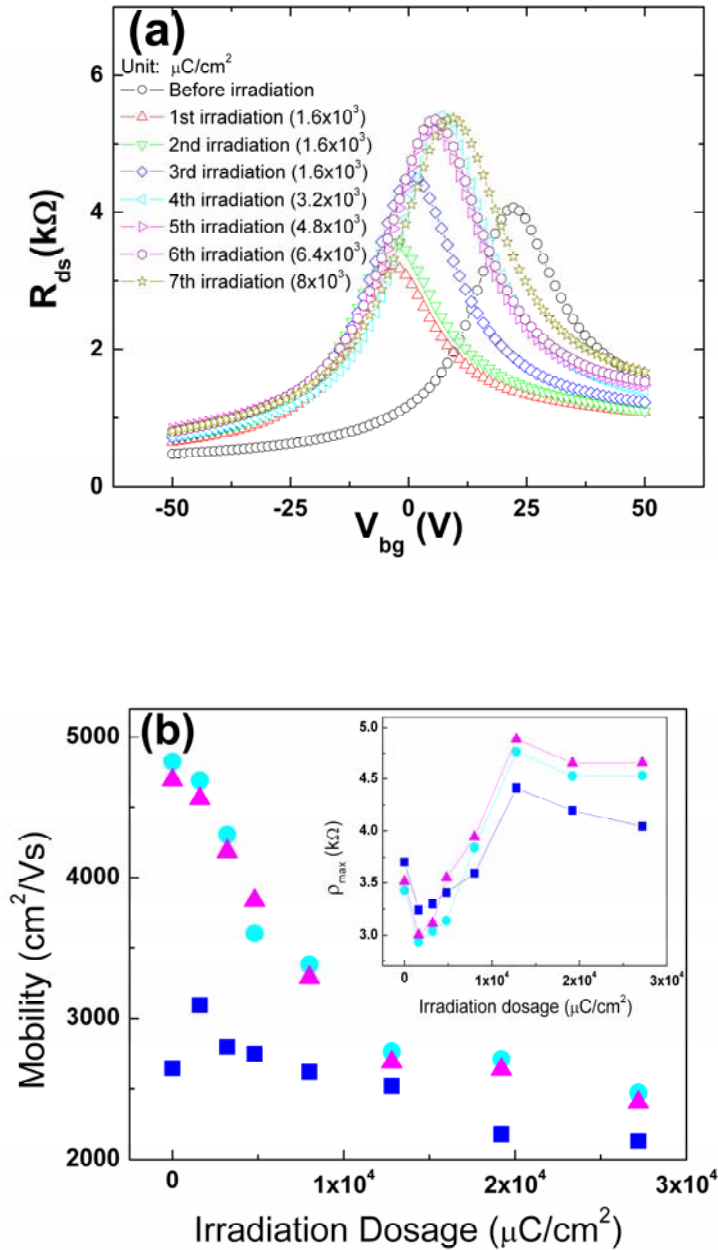 (a)
Unit: μC/cm²
Before irradiation
1st irradiation (1.6x10³)
2nd irradiation (1.6x10³)
3rd irradiation (1.6x10³)
4th irradiation (3.2x10³)
5th irradiation (4.8x10³)
6th irradiation (6.4x10³)
7th irradiation (8x10³)
R_ds (kΩ)
6
4
2
0
-50 -25 0 25 50
V_bg (V)
(b)
Mobility (cm²/Vs)
5000
4000
3000
2000
0 1x10⁴ 2x10⁴ 3x10⁴
Irradiation Dosage (μC/cm²)
ρ_max (kΩ)
5.0
4.5
4.0
3.5
3.0
0 1x10⁴ 2x10⁴ 3x10⁴
Irradiation dosage (μC/cm²)